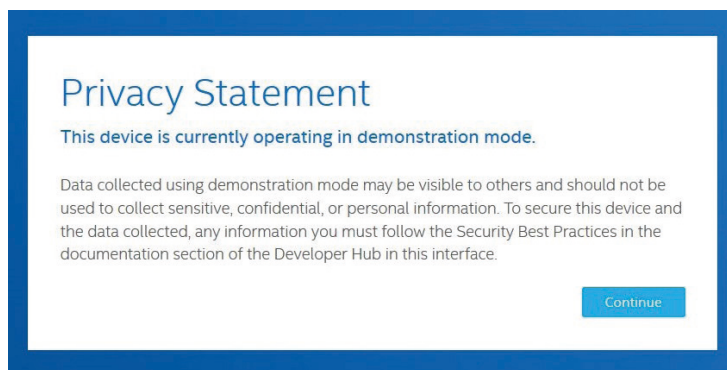 Privacy Statement
This device is currently operating in demonstration mode.
Data collected using demonstration mode may be visible to others and should not be
used to collect sensitive, confidential, or personal information. To secure this device and
the data collected, any information you must follow the Security Best Practices in the
documentation section of the Developer Hub in this interface.
Continue